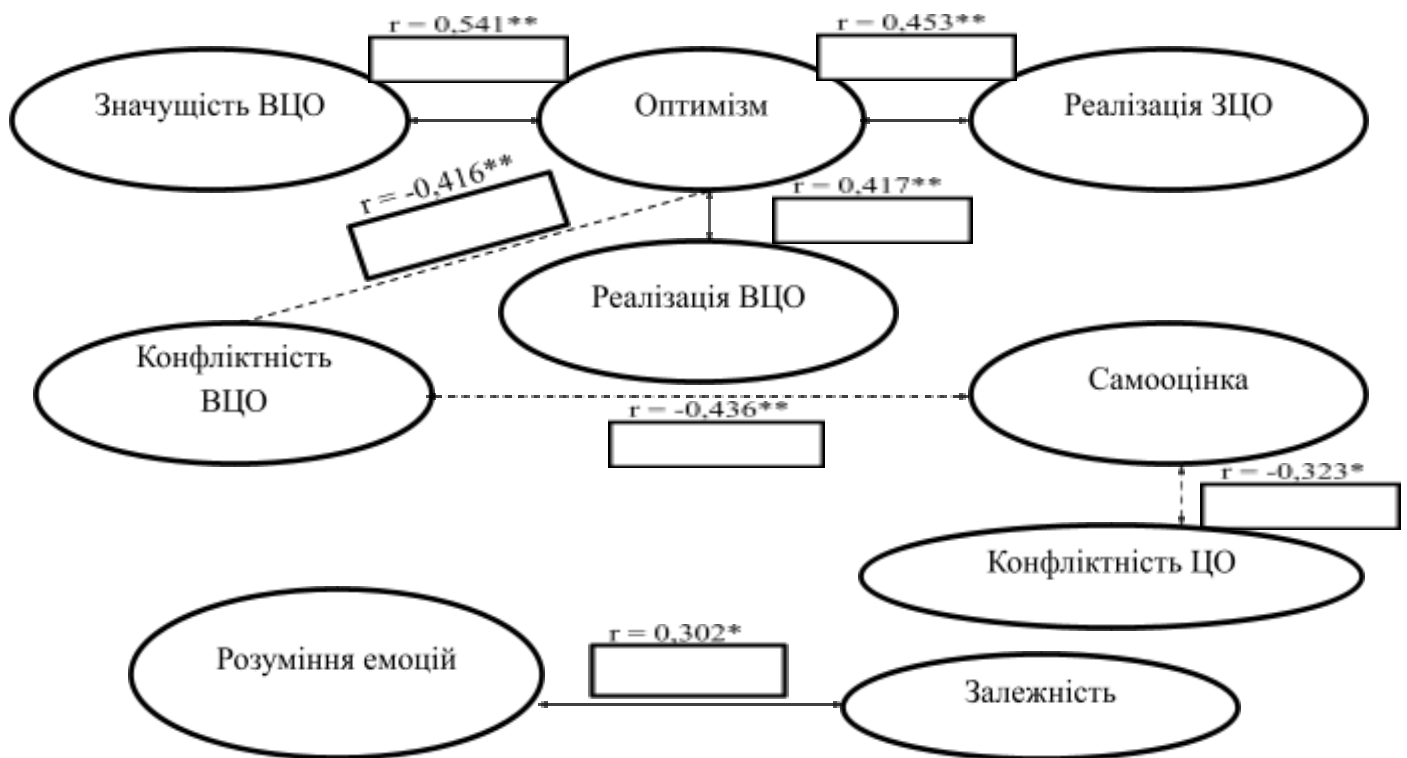 r = 0,541**
r = 0,453**
Значущість ВЦО
Оптимізм
Реалізація ЗЦО
r = -0,416**
r = 0,417**
Реалізація ВЦО
Конфліктність
ВЦО
Самооцінка
r = -0,436**
r = -0,323*
Конфліктність ЦО
r = 0,302*
Розуміння емоцій
Залежність